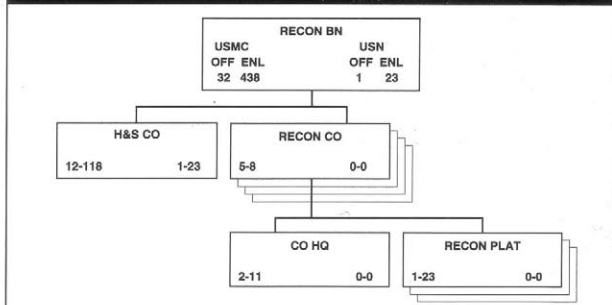 RECON BN
USMC USN
OFF ENL OFF ENL
32 438 1 23
H&S CO
12-118 1-23
RECON CO
5-8 0-0
CO HQ
2-11 0-0
RECON PLAT
1-23 0-0